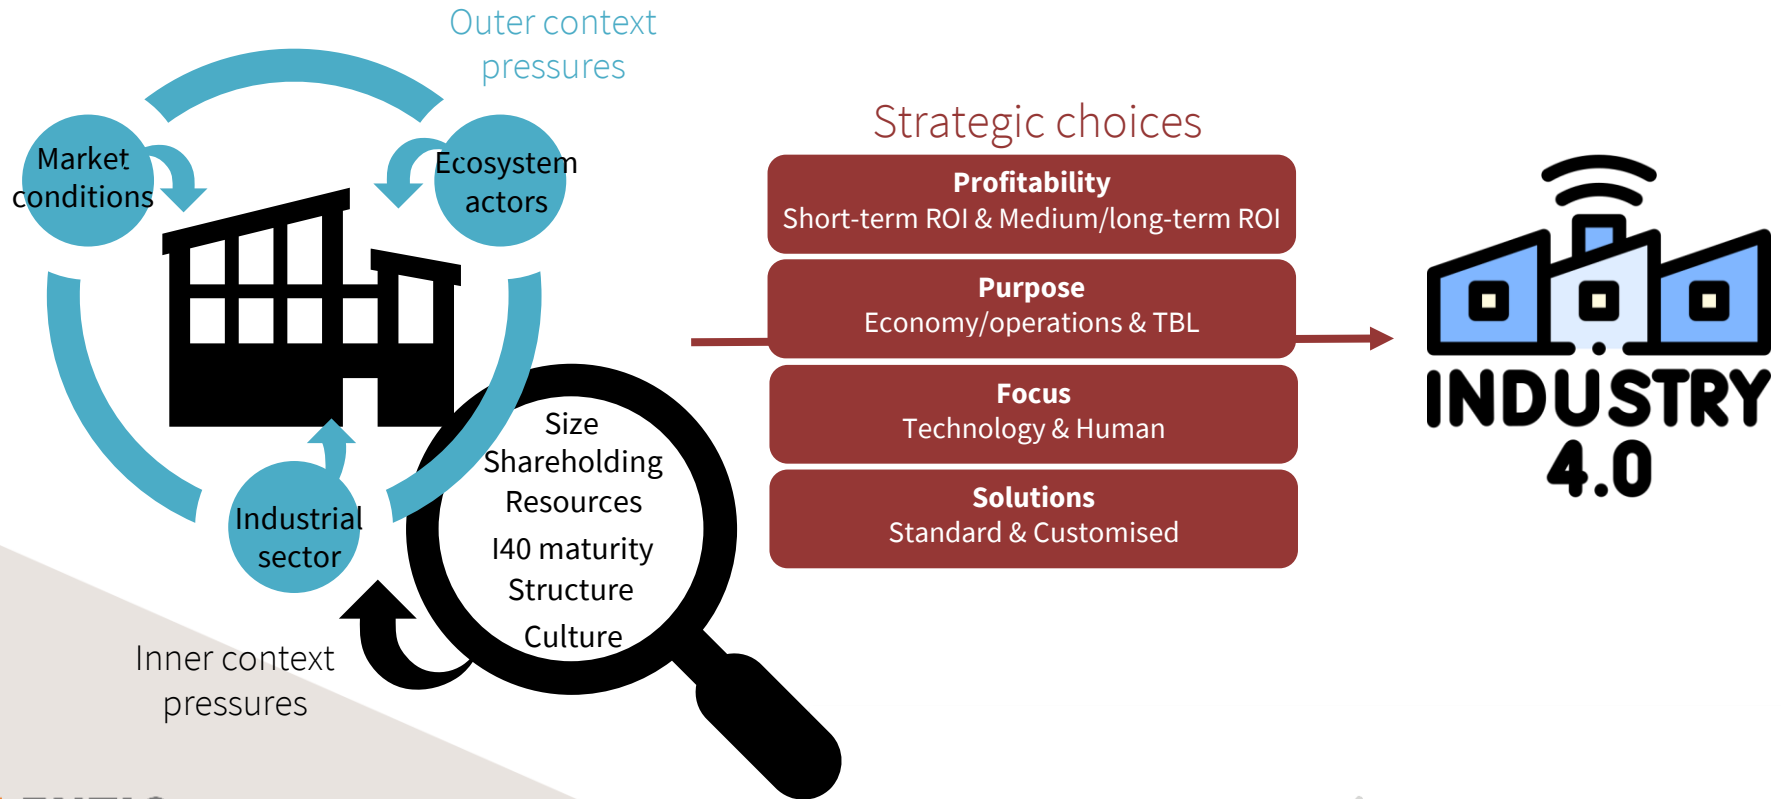 Outer context
pressures
Market
conditions
Ecosystem
actors
Industrial
sector
Size
Shareholding
Resources
I40 maturity
Structure
Culture
Inner context
pressures
Strategic choices
Profitability
Short-term ROI & Medium/long-term ROI
Purpose
Economy/operations & TBL
Focus
Technology & Human
Solutions
Standard & Customised
INDUSTRY
4.0